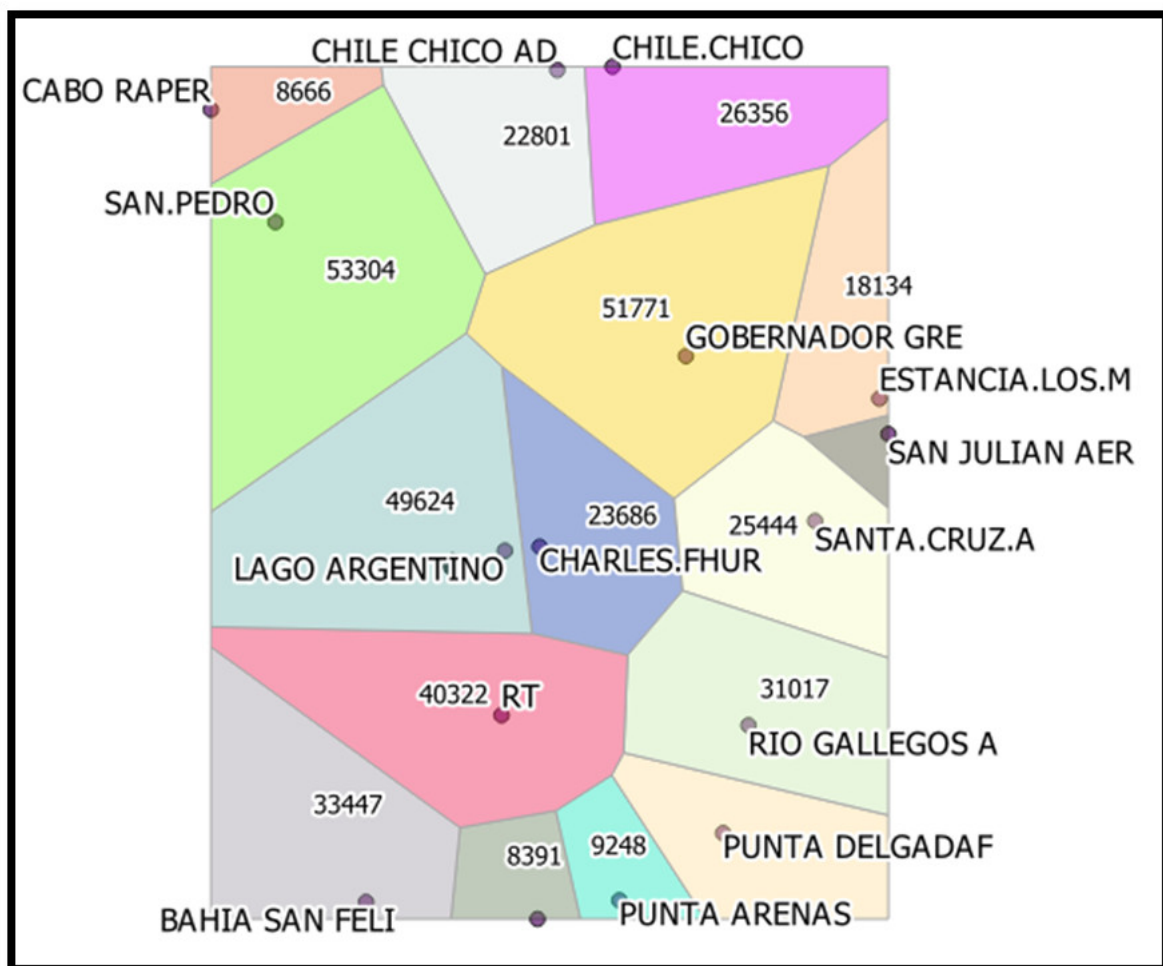 CHILE CHICO AD
CHILE.CHICO
CABO RAPER
8666
26356
22801
SAN.PEDRO
53304
18134
51771
GOBERNADOR GRE
ESTANCIA.LOS.M
SAN JULIAN AER
49624
23686
25444
SANTA.CRUZ.A
LAGO ARGENTINO
CHARLES.FHUR
40322
RT
31017
RIO GALLEGOS A
33447
8391
9248
PUNTA DELGADAF
BAHIA SAN FELI
PUNTA ARENAS